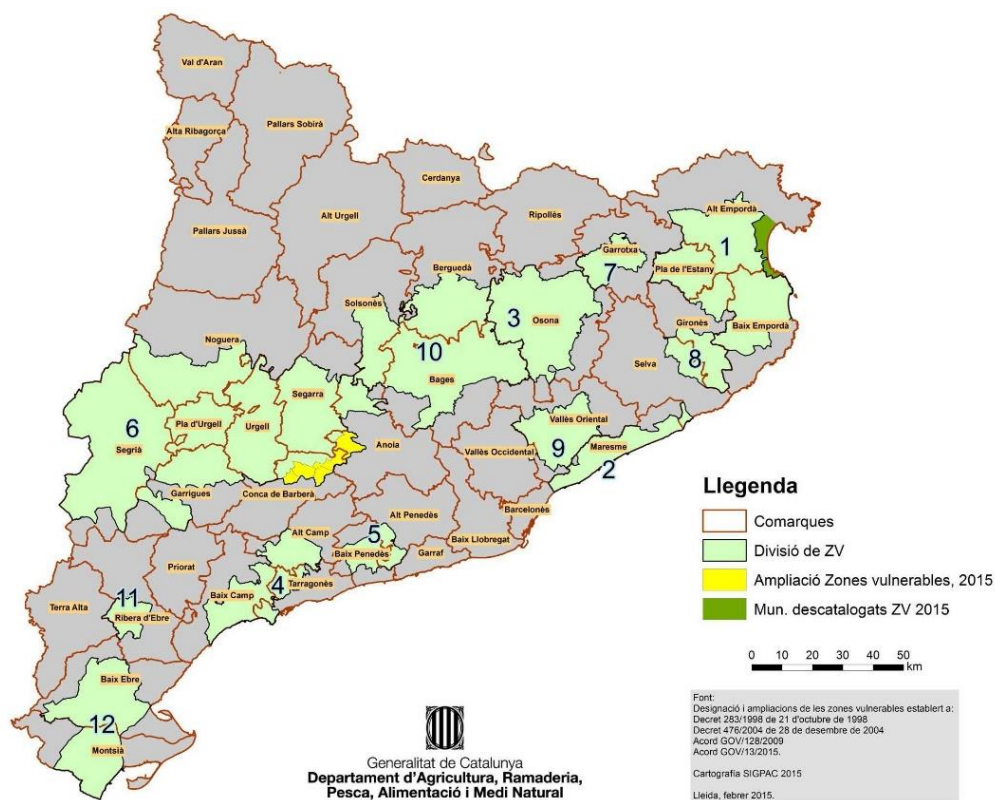 Val d'Aran
Alta Ribagorça
Pallars Sobirà
Cerdanya
Pallars Jussà
Alt Urgell
Ripollès
Alt Empordà
1
Garrotxa
7
Pla de l'Estany
Berguedà
Solsonès
3
Osona
Gironès
Baix Empordà
Noguera
10
Bages
Selva
8
Segarra
6
Segrià
Pla d'Urgell
Urgell
Anoia
Vallès Oriental
Vallès Occidental
9
Maresme
2
Garrigues
Conca de Barberà
Alt Penedès
Barcelonès
Alt Camp
5
Baix Penedès
Garraf
Baix Llobregat
Priorat
Baix Camp
4
Tarragonès
Terra Alta
11
Ribera d'Ebre
Baix Ebre
12
Montsià
Llegenda
Comarques
Divisió de ZV
Ampliació Zones vulnerables, 2015
Mun. descatalogats ZV 2015
0 10 20 30 40 50
km
Font:
Designació i ampliacions de les zones vulnerables establert a:
Decret 283/1998 de 21 d'octubre de 1998
Decret 476/2004 de 28 de desembre de 2004
Acord GOV/128/2009
Acord GOV/13/2015.
Cartografia SIGPAC 2015
Lleida, febrer 2015.
Generalitat de Catalunya
Departament d'Agricultura, Ramaderia,
Pesca, Alimentació i Medi Natural